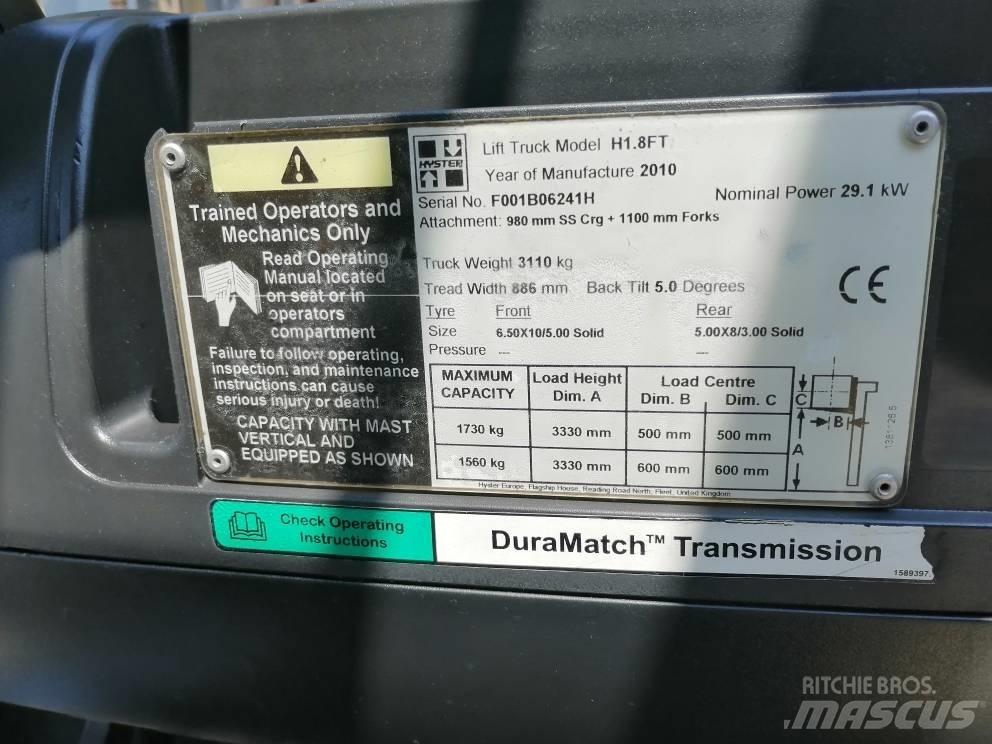 Trained Operators and
Mechanics Only
Read Operating
Manual located
on seat or in
operators
compartment
Failure to follow operating,
inspection, and maintenance
instructions can cause
serious injury or death!
CAPACITY WITH MAST
VERTICAL AND
EQUIPPED AS SHOWN
HYSTER
Lift Truck Model H1.8FT
Year of Manufacture 2010
Serial No. F001B06241H
Nominal Power 29.1 kW
Attachment: 980 mm SS Crg + 1100 mm Forks
Truck Weight 3110 kg
Tread Width 886 mm Back Tilt 5.0 Degrees
CE
Tyre Front Rear
Size 6.50X10/5.00 Solid 5.00X8/3.00 Solid
Pressure --- ---
MAXIMUM CAPACITY Load Height Dim. A Load Centre Dim. B Dim. C
1730 kg 3330 mm 500 mm 500 mm
1560 kg 3330 mm 600 mm 600 mm
C
B
A
Hyster Europe, Flagship House, Reading Road North, Fleet, United Kingdom
Check Operating
Instructions
DuraMatch™ Transmission
1589397
RITCHIE BROS.
MASCUS